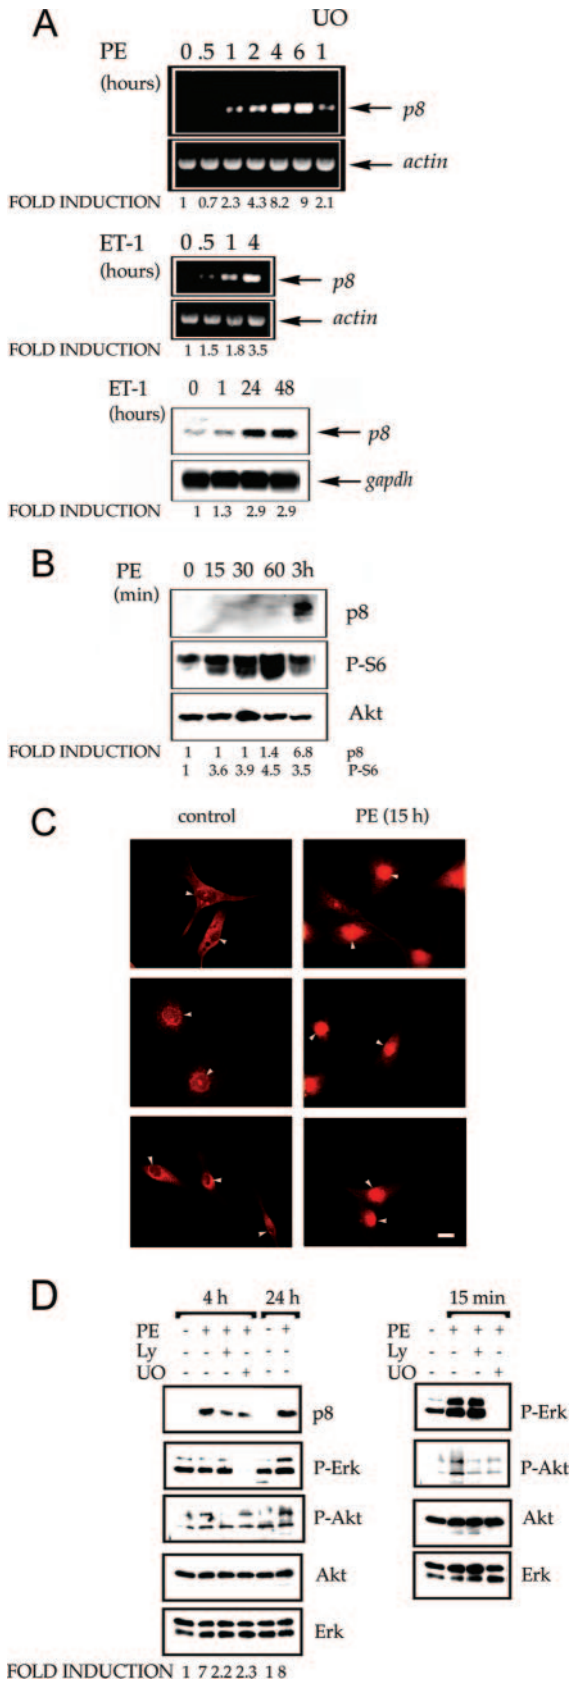 A
UO
PE 0 .5 1 2 4 6 1
(hours)
p8
actin
FOLD INDUCTION 1 0.7 2.3 4.3 8.2 9 2.1
ET-1 0 .5 1 4
(hours)
p8
actin
FOLD INDUCTION 1 1.5 1.8 3.5
ET-1 0 1 24 48
(hours)
p8
gapdh
FOLD INDUCTION 1 1.3 2.9 2.9
B
PE 0 15 30 60 3h
(min)
p8
P-S6
Akt
FOLD INDUCTION 1 1 1 1.4 6.8 p8
1 3.6 3.9 4.5 3.5 P-S6
C
control PE (15 h)
D
4 h 24 h
PE - + + + - +
Ly - - + - - -
UO - - - + - -
p8
P-Erk
P-Akt
Akt
Erk
FOLD INDUCTION 1 7 2.2 2.3 1 8
15 min
PE - + + +
Ly - - + -
UO - - - +
P-Erk
P-Akt
Akt
Erk